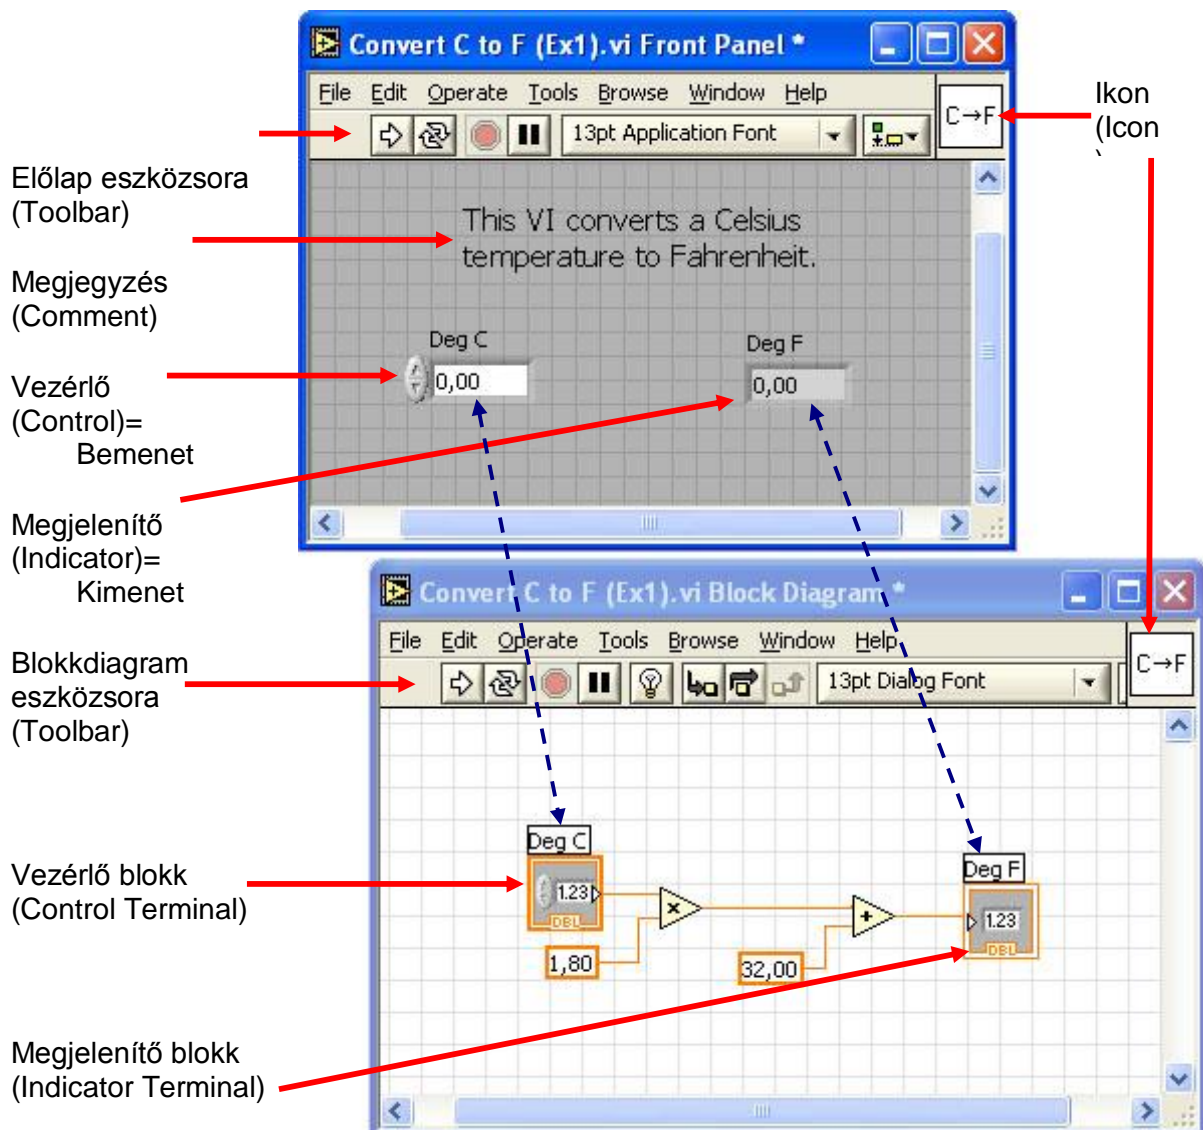 Convert C to F (Ex1).vi Front Panel *
File Edit Operate Tools Browse Window Help
13pt Application Font
C→F
Ikon
(Icon
)
Előlap eszközsora
(Toolbar)
This VI converts a Celsius
temperature to Fahrenheit.
Megjegyzés
(Comment)
Deg C
Deg F
0,00
0,00
Vezérlő
(Control)=
Bemenet
Megjelenítő
(Indicator)=
Kimenet
Convert C to F (Ex1).vi Block Diagram *
File Edit Operate Tools Browse Window Help
13pt Dialog Font
C→F
Blokkdiagram
eszközsora
(Toolbar)
Deg C
1.23
DBL
1,80
32,00
Deg F
1.23
DBL
Vezérlő blokk
(Control Terminal)
Megjelenítő blokk
(Indicator Terminal)